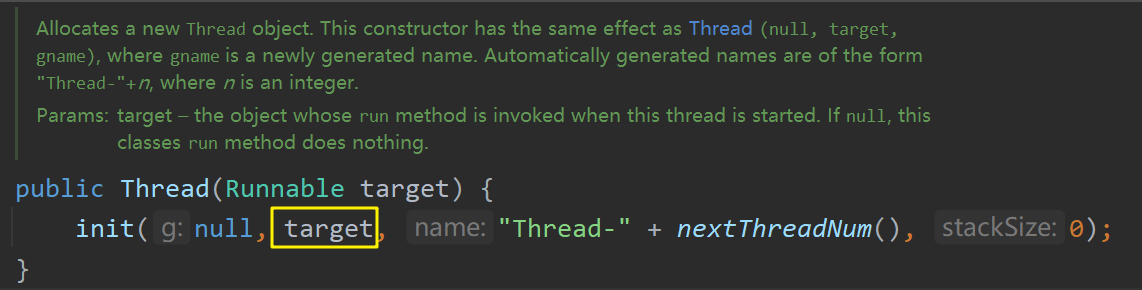 Allocates a new Thread object. This constructor has the same effect as Thread (null, target,
gname), where gname is a newly generated name. Automatically generated names are of the form
"Thread-"+n, where n is an integer.
Params: target – the object whose run method is invoked when this thread is started. If null, this
classes run method does nothing.
public Thread(Runnable target) {
init( g: null, target, name: "Thread-" + nextThreadNum(), stackSize: 0);
}